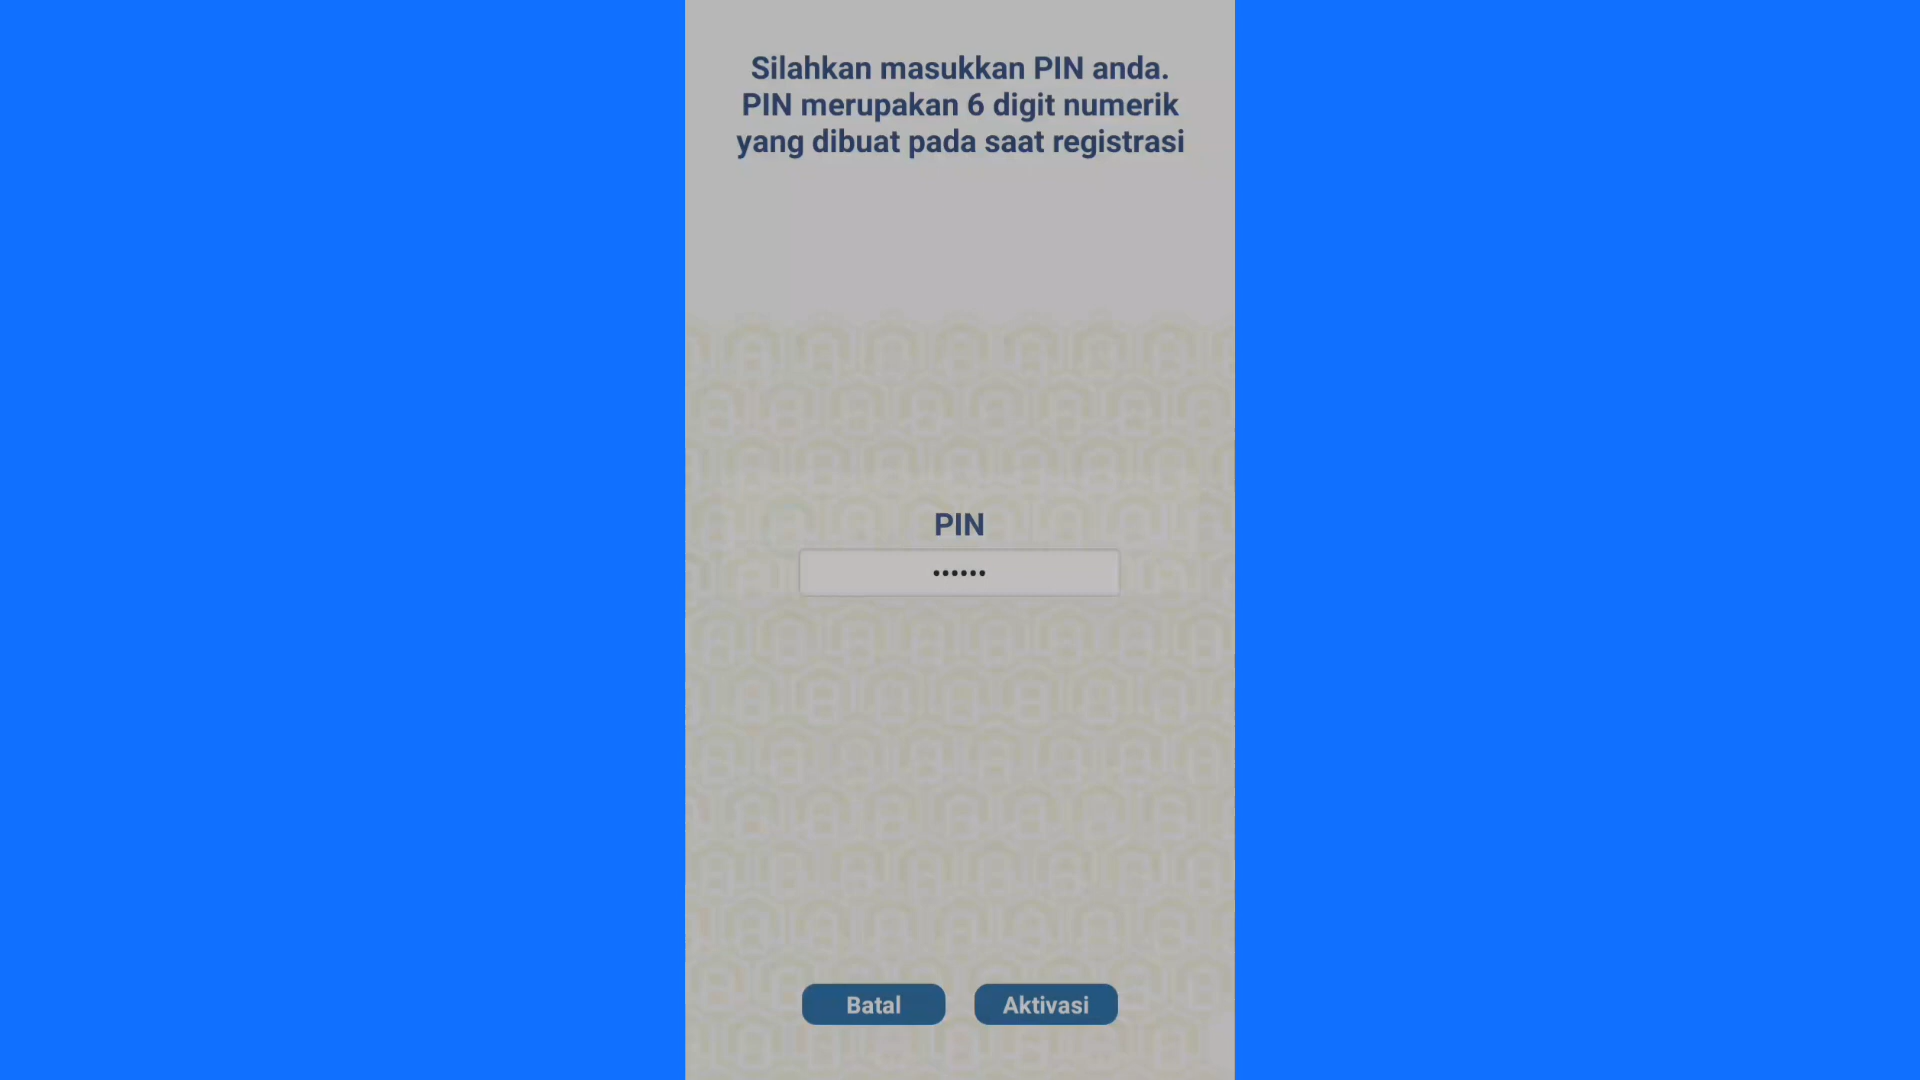 Silahkan masukkan PIN anda.
PIN merupakan 6 digit numerik
yang dibuat pada saat registrasi
PIN
••••••
Batal
Aktivasi